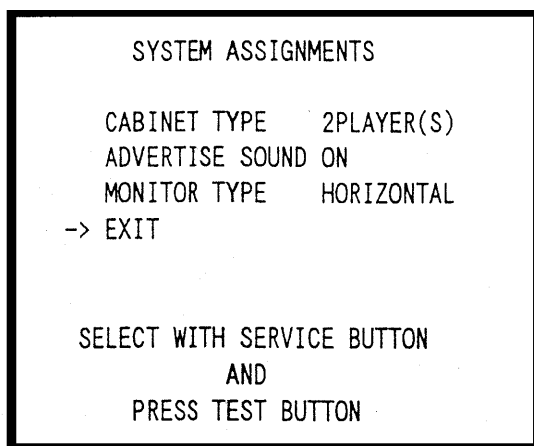 SYSTEM ASSIGNMENTS
CABINET TYPE 2PLAYER(S)
ADVERTISE SOUND ON
MONITOR TYPE HORIZONTAL
-> EXIT
SELECT WITH SERVICE BUTTON
AND
PRESS TEST BUTTON